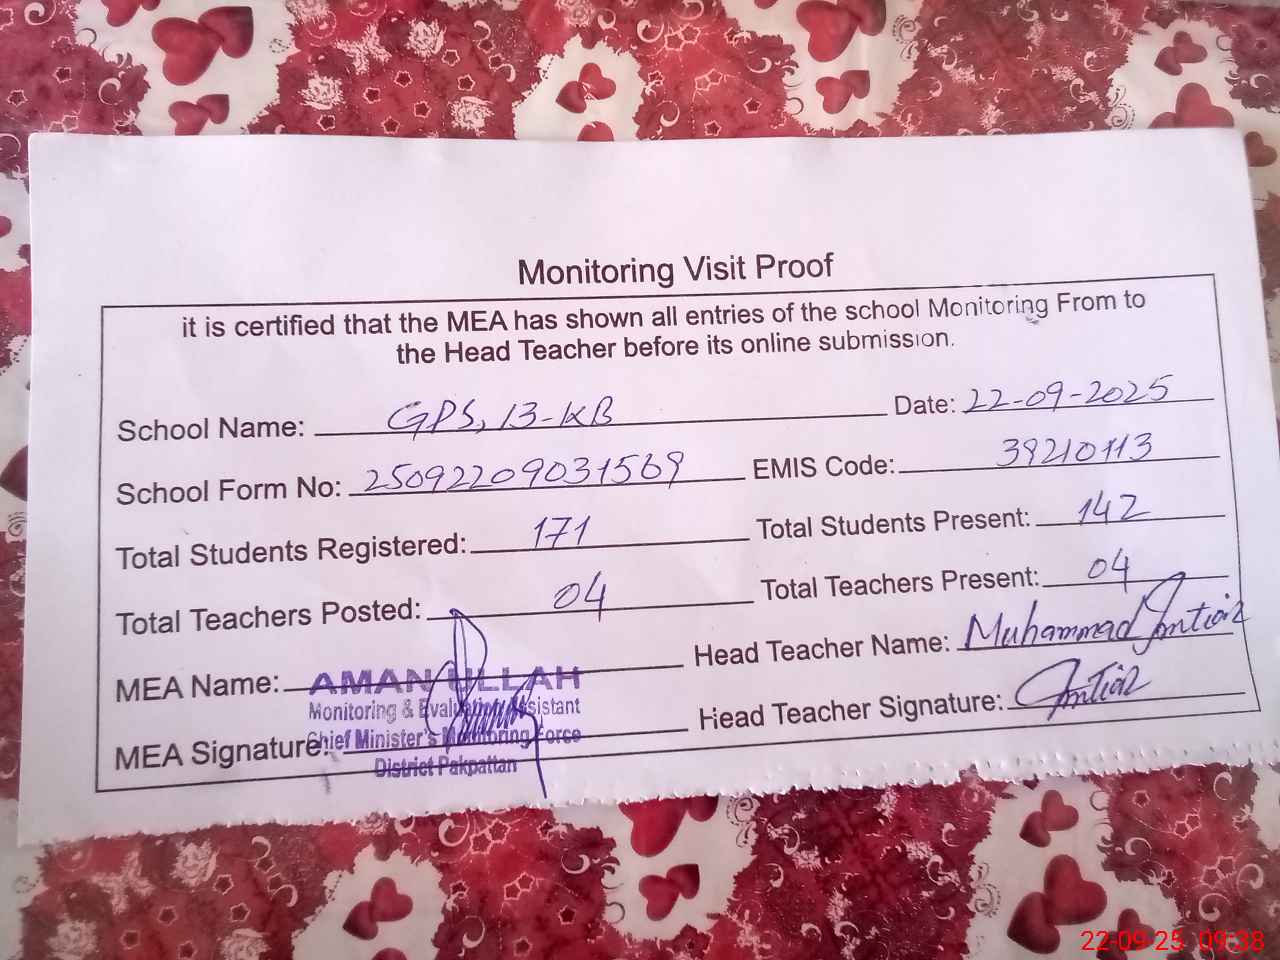 Monitoring Visit Proof
it is certified that the MEA has shown all entries of the school Monitoring From to
the Head Teacher before its online submission.
School Name: GPS, 13-KB Date: 22-09-2025
School Form No: 25092209031569 EMIS Code: 39210113
Total Students Registered: 171 Total Students Present: 142
Total Teachers Posted: 04 Total Teachers Present: 04
MEA Name: AMAN ULLAH Head Teacher Name: Muhammad Imtiaz
Monitoring & Evaluation Assistant
MEA Signature: Chief Minister's Monitoring Force Head Teacher Signature: Imtiaz
District Pakpattan
22-09-25 09:38